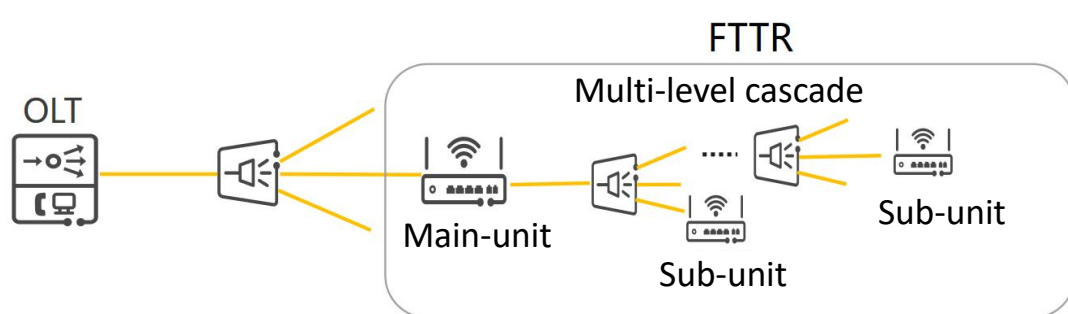 FTTR
Multi-level cascade
OLT
Main-unit
Sub-unit
Sub-unit